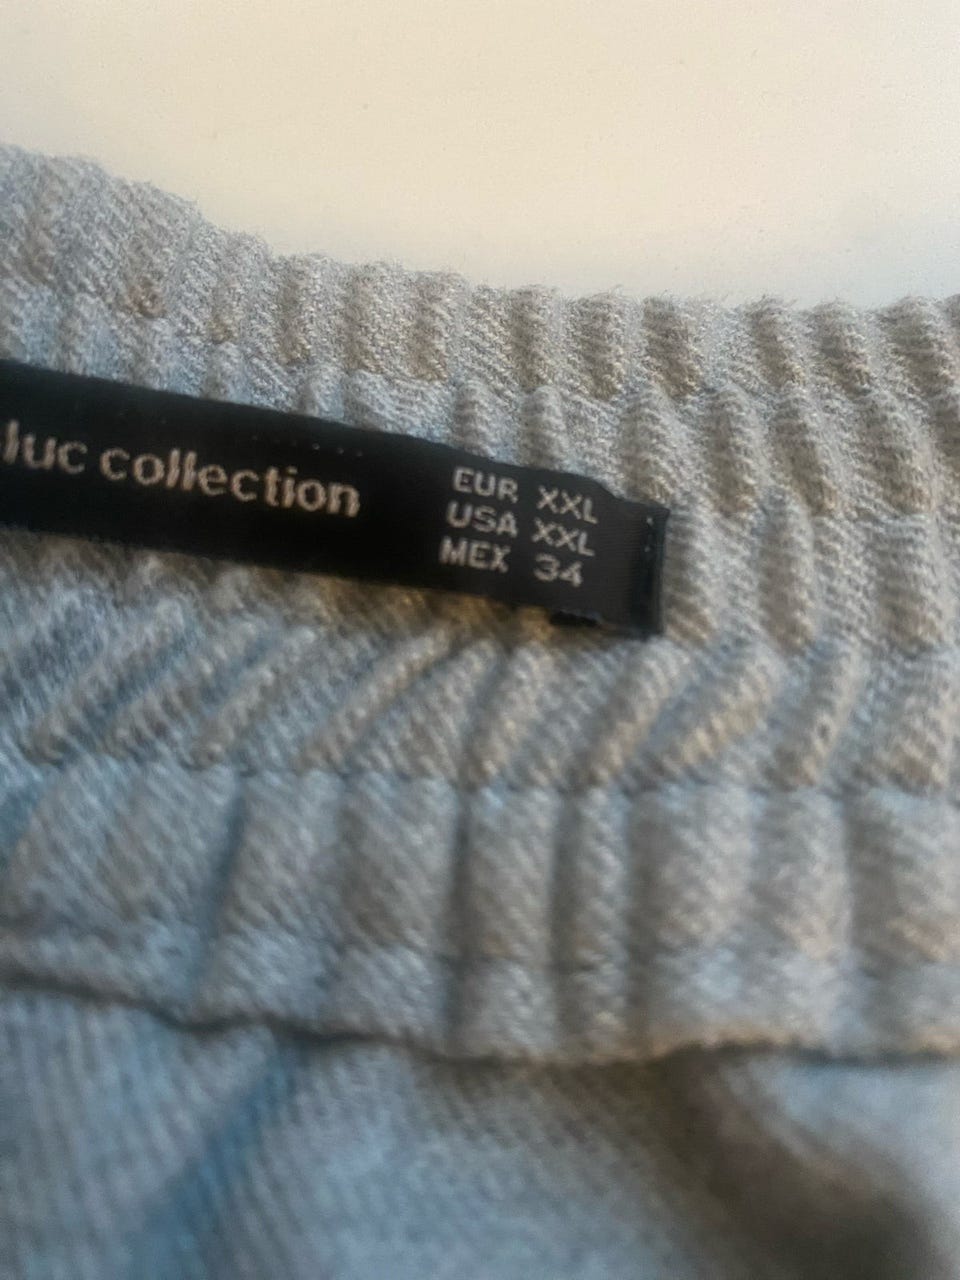 luc collection
EUR XXL
USA XXL
MEX 34